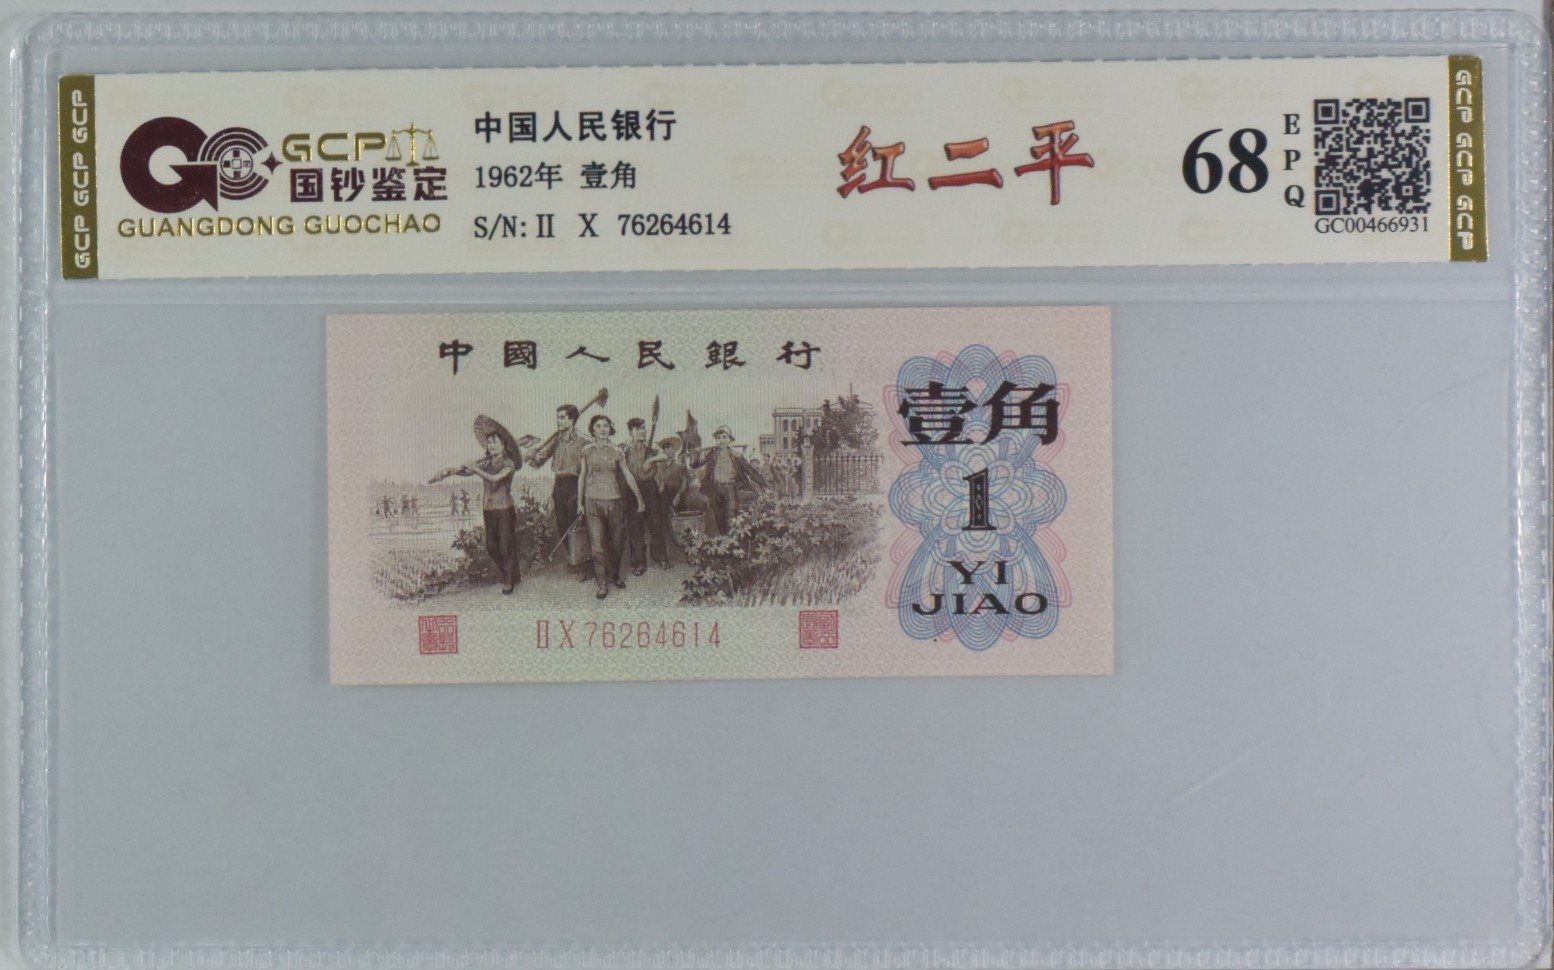 GCP GCP GCP
GCP
国钞鉴定
GUANGDONG GUOCHAO
中国人民银行
1962年 壹角
S/N: II X 76264614
红二平
68
EPQ
GC00466931
GCP GCP GCP
中國人民銀行
壹角
1
YI
JIAO
II X 76264614